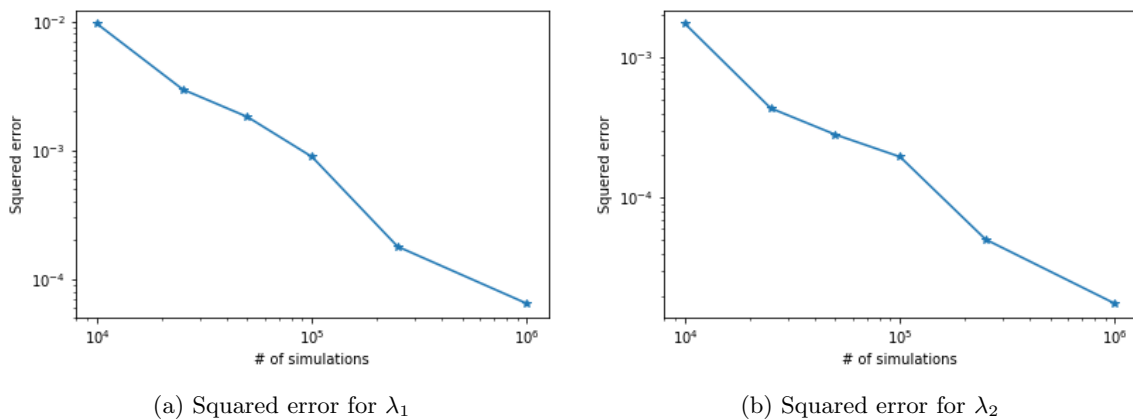 10⁻²
10⁻³
10⁻⁴
Squered error
10⁴
10⁵
10⁶
# of simulations
(a) Squared error for λ₁
10⁻³
10⁻⁴
Squered error
10⁴
10⁵
10⁶
# of simulations
(b) Squared error for λ₂